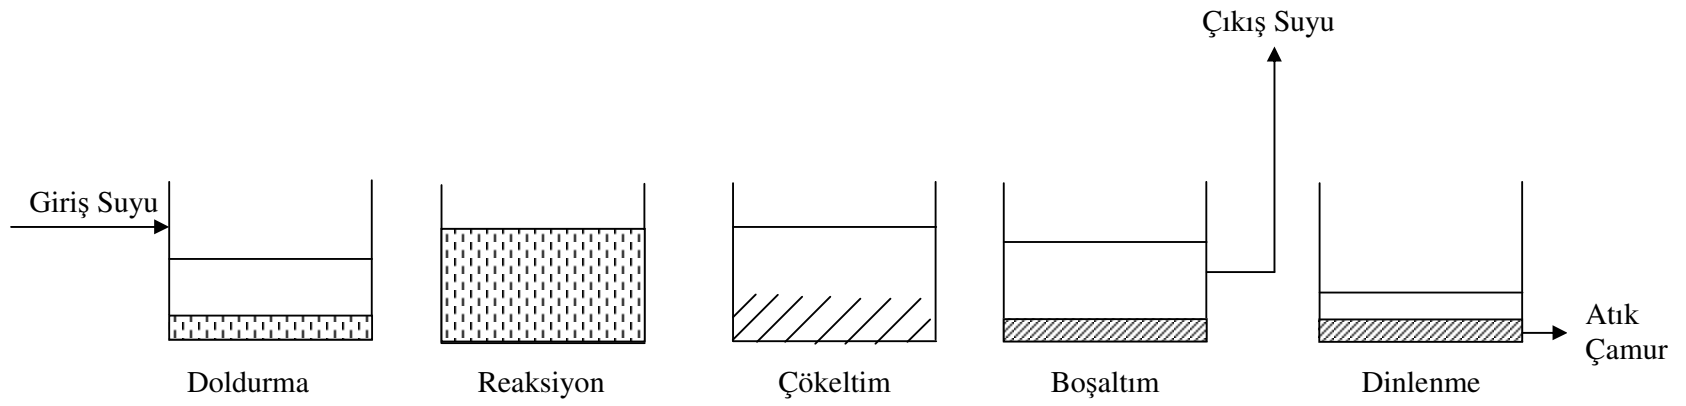 Çıkış Suyu
Giriş Suyu
Atık
Çamur
Doldurma
Reaksiyon
Çökeltim
Boşaltım
Dinlenme